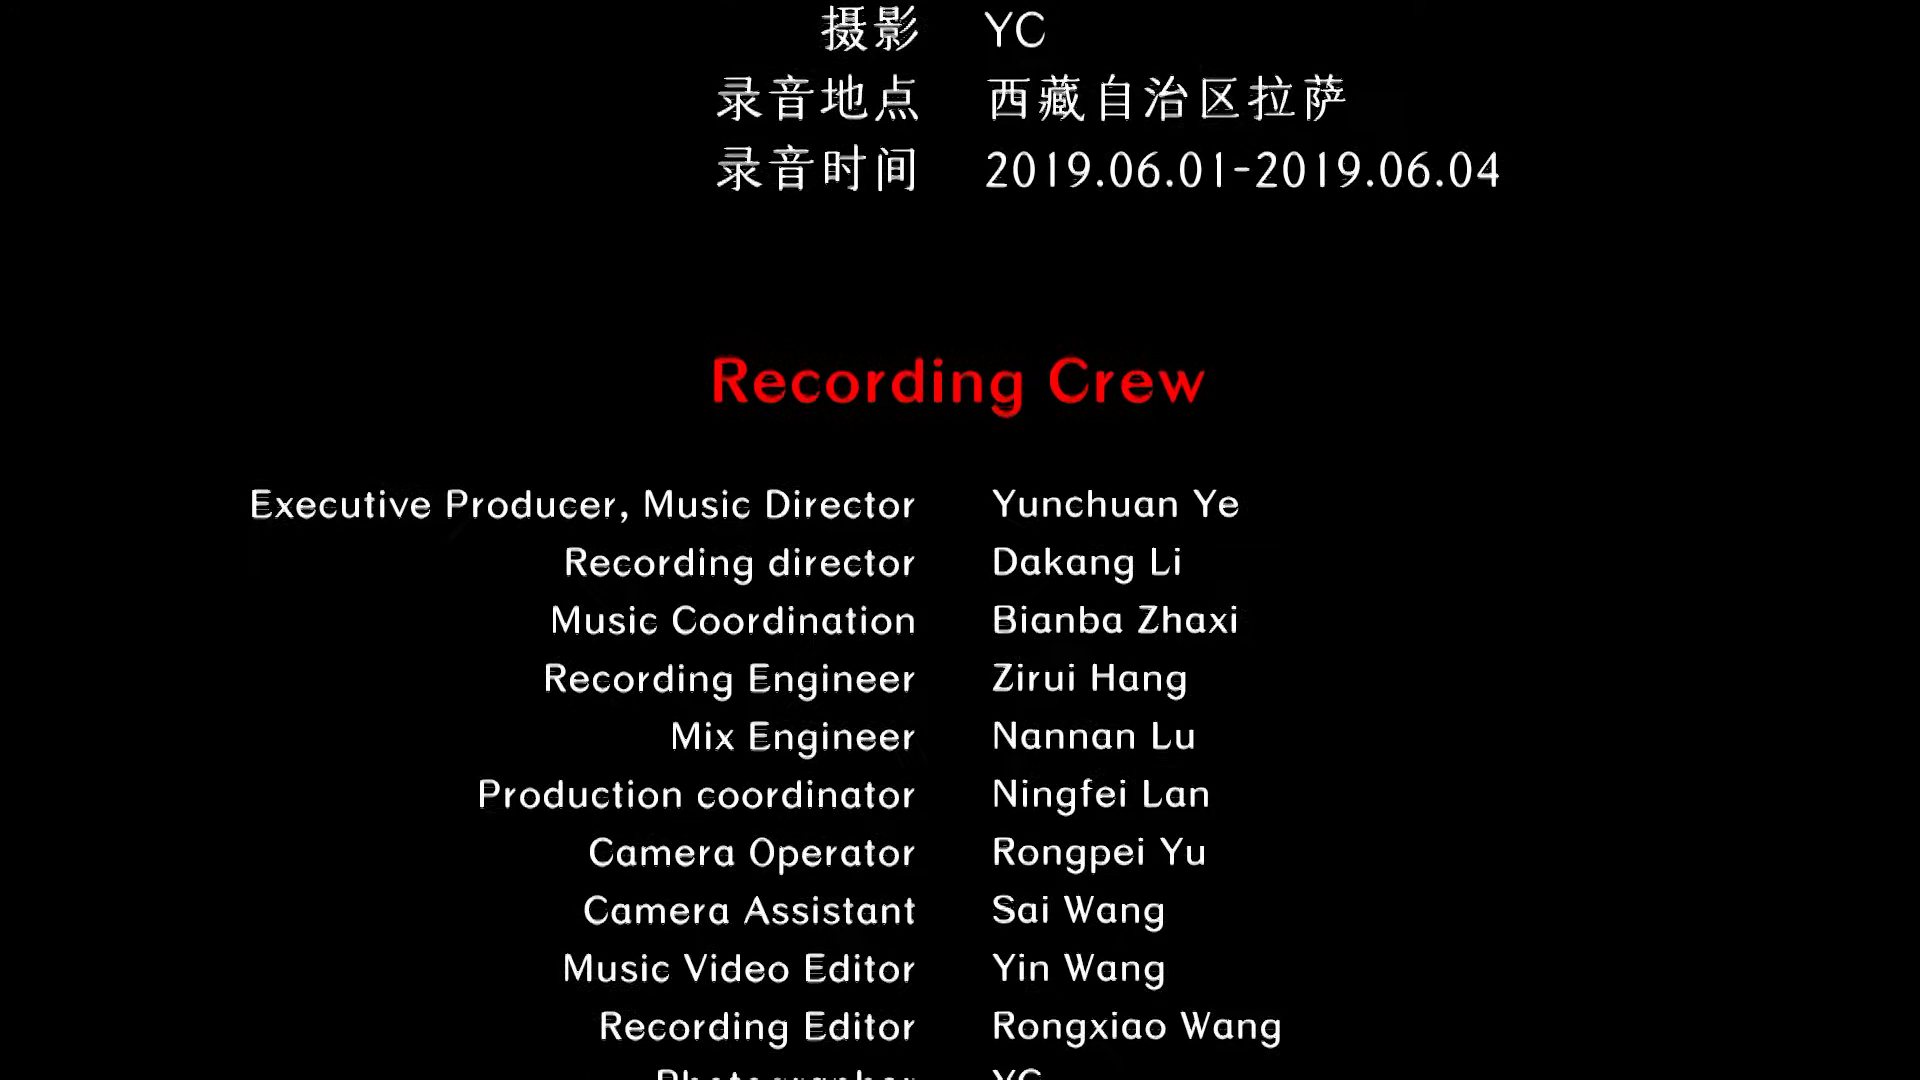 摄影 YC
录音地点 西藏自治区拉萨
录音时间 2019.06.01-2019.06.04
Recording Crew
Executive Producer, Music Director Yunchuan Ye
Recording director Dakang Li
Music Coordination Bianba Zhaxi
Recording Engineer Zirui Hang
Mix Engineer Nannan Lu
Production coordinator Ningfei Lan
Camera Operator Rongpei Yu
Camera Assistant Sai Wang
Music Video Editor Yin Wang
Recording Editor Rongxiao Wang
Photographer YC